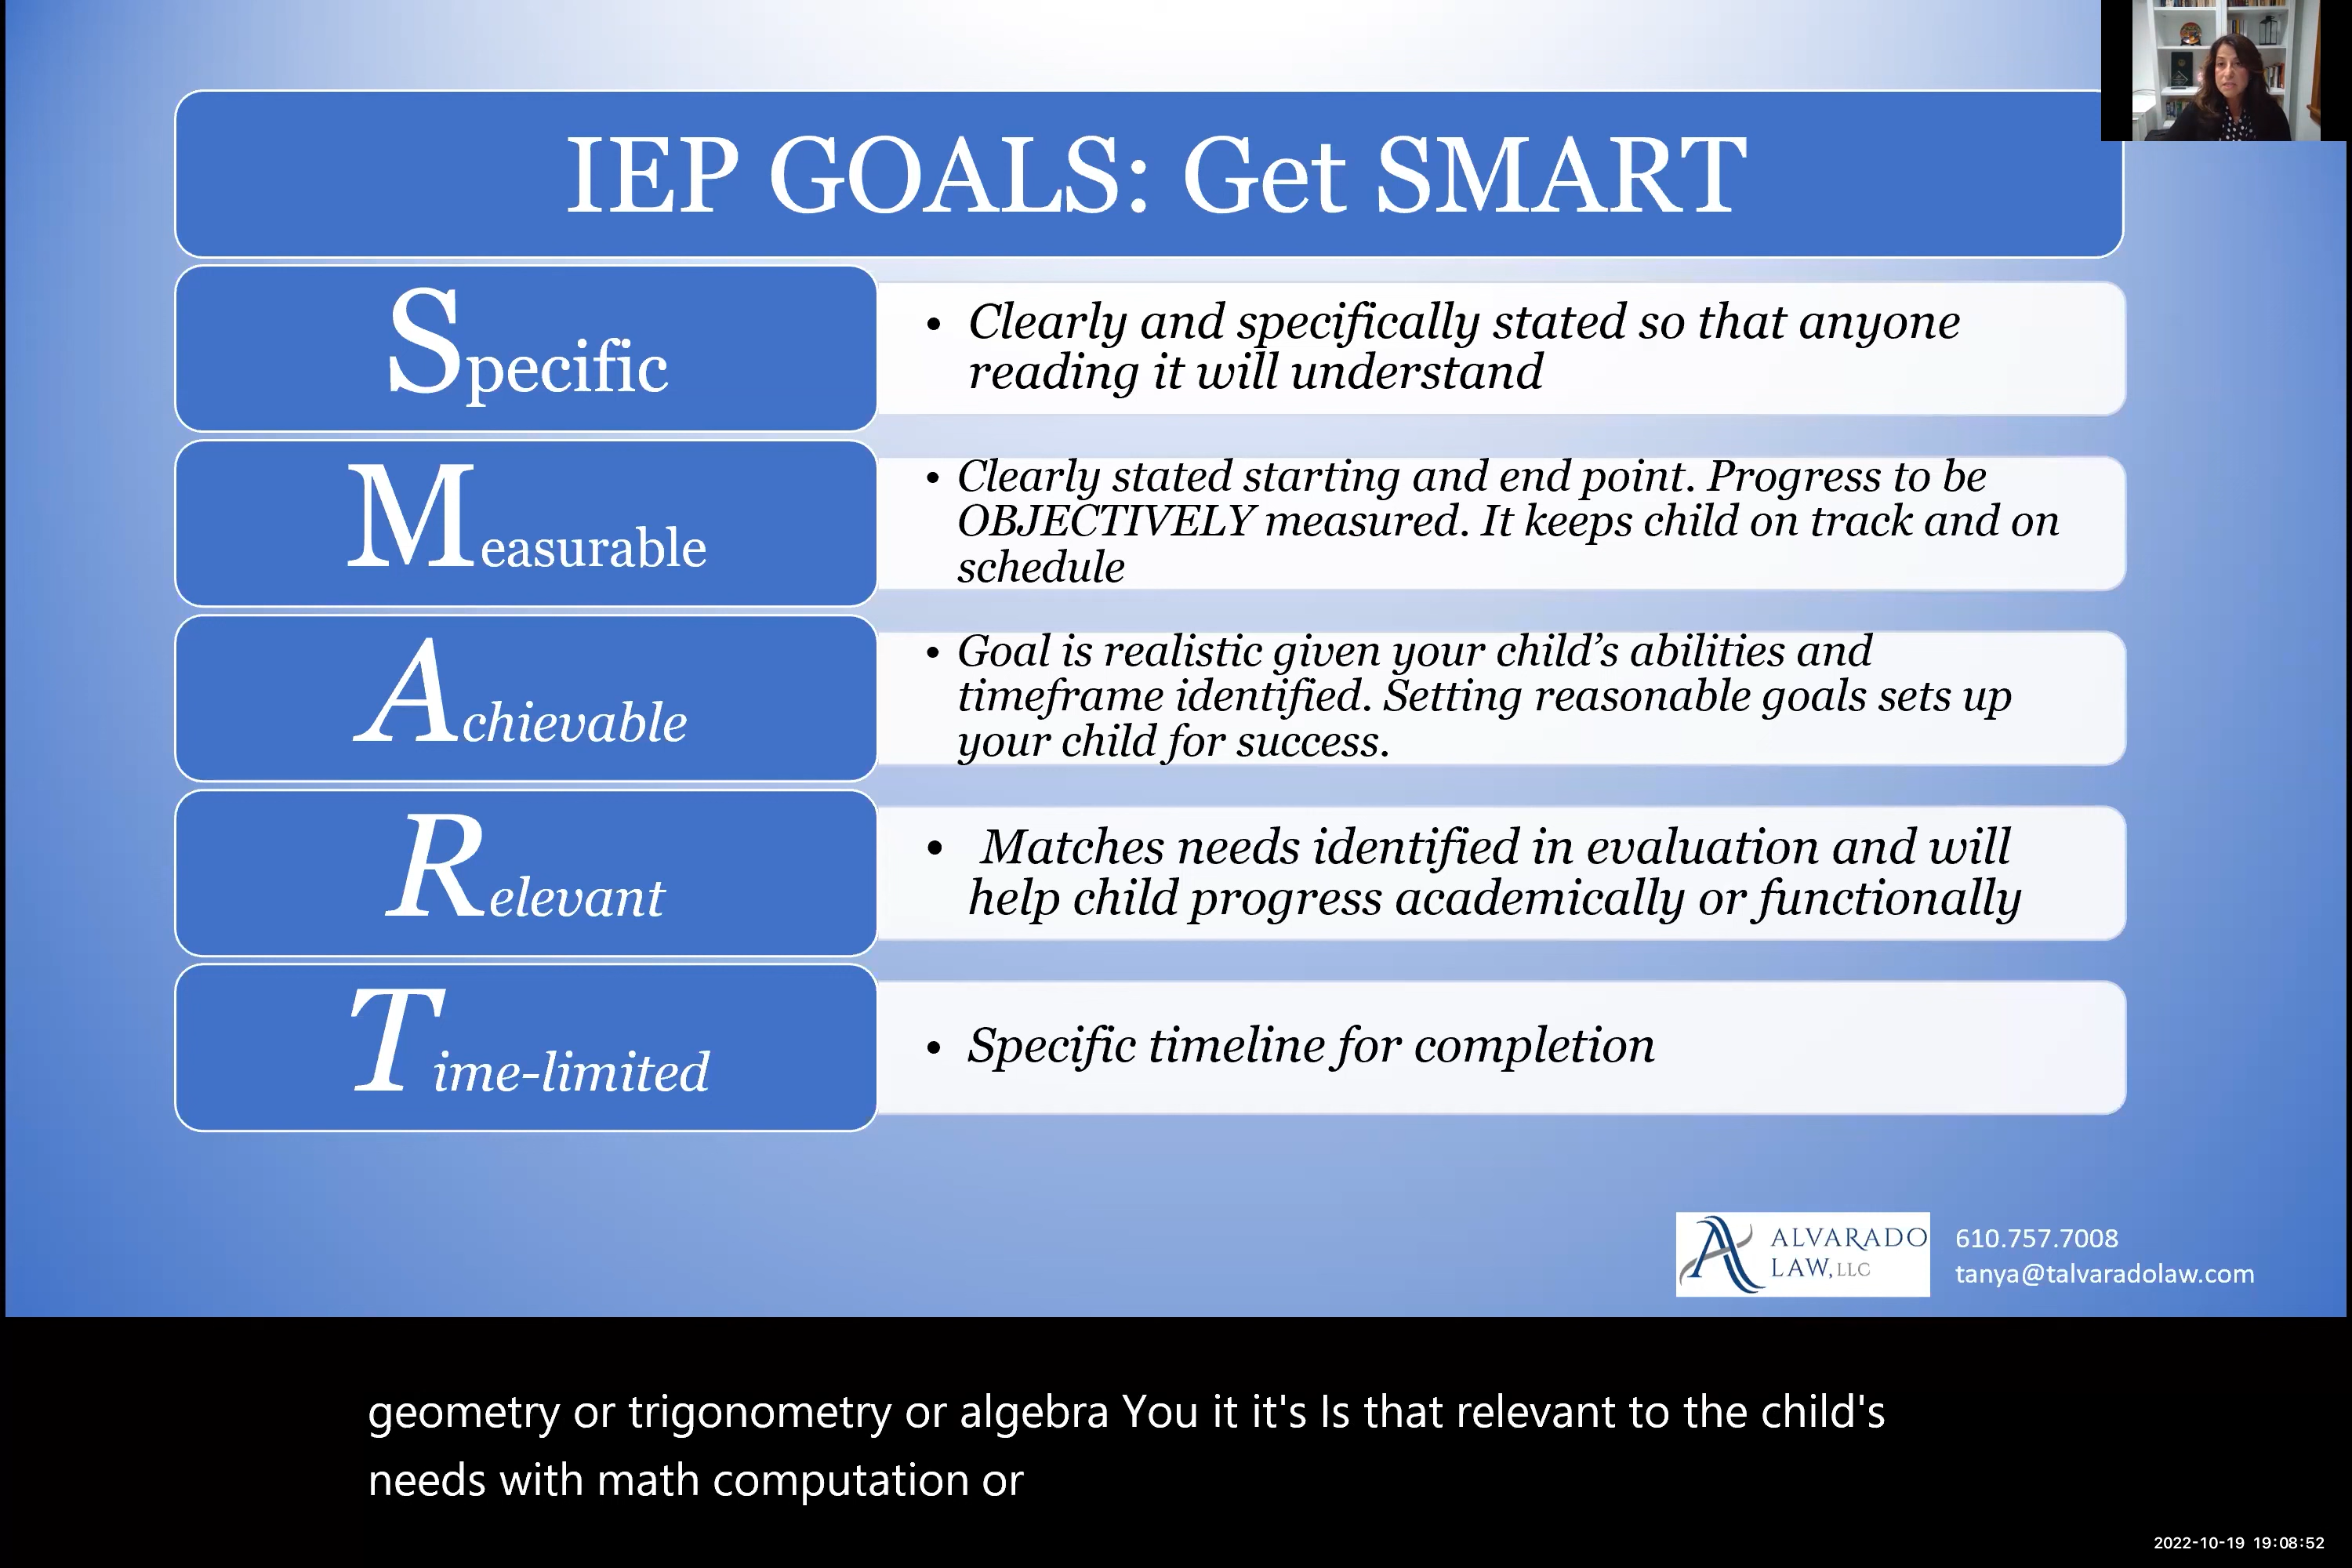 IEP GOALS: Get SMART
Specific
• Clearly and specifically stated so that anyone
reading it will understand
Measurable
• Clearly stated starting and end point. Progress to be
OBJECTIVELY measured. It keeps child on track and on
schedule
Achievable
• Goal is realistic given your child’s abilities and
timeframe identified. Setting reasonable goals sets up
your child for success.
Relevant
• Matches needs identified in evaluation and will
help child progress academically or functionally
Time-limited
• Specific timeline for completion
ALVARADO
LAW, LLC
610.757.7008
tanya@talvaradolaw.com
geometry or trigonometry or algebra You it it's Is that relevant to the child's
needs with math computation or
2022-10-19 19:08:52